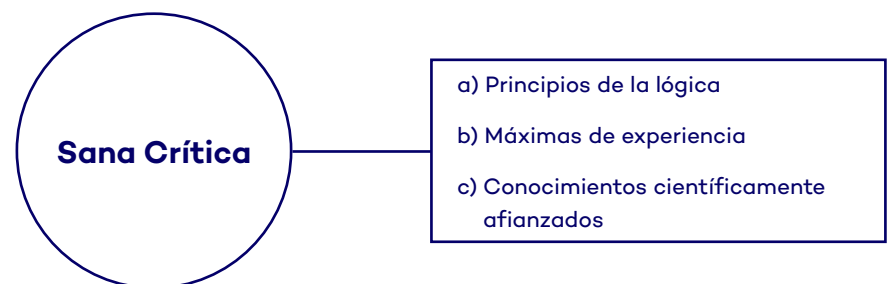 Sana Crítica
a) Principios de la lógica
b) Máximas de experiencia
c) Conocimientos científicamente
afianzados